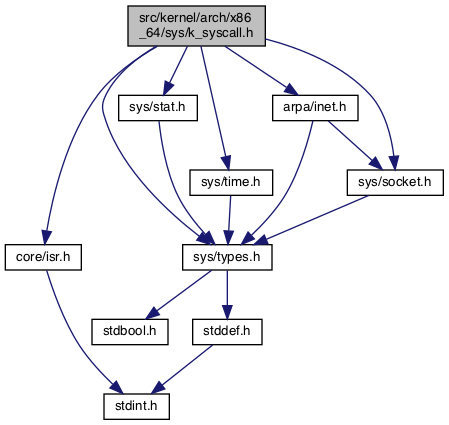 src/kernel/arch/x86
_64/sys/k_syscall.h
sys/stat.h
arpa/inet.h
sys/time.h
sys/socket.h
core/isr.h
sys/types.h
stdbool.h
stddef.h
stdint.h